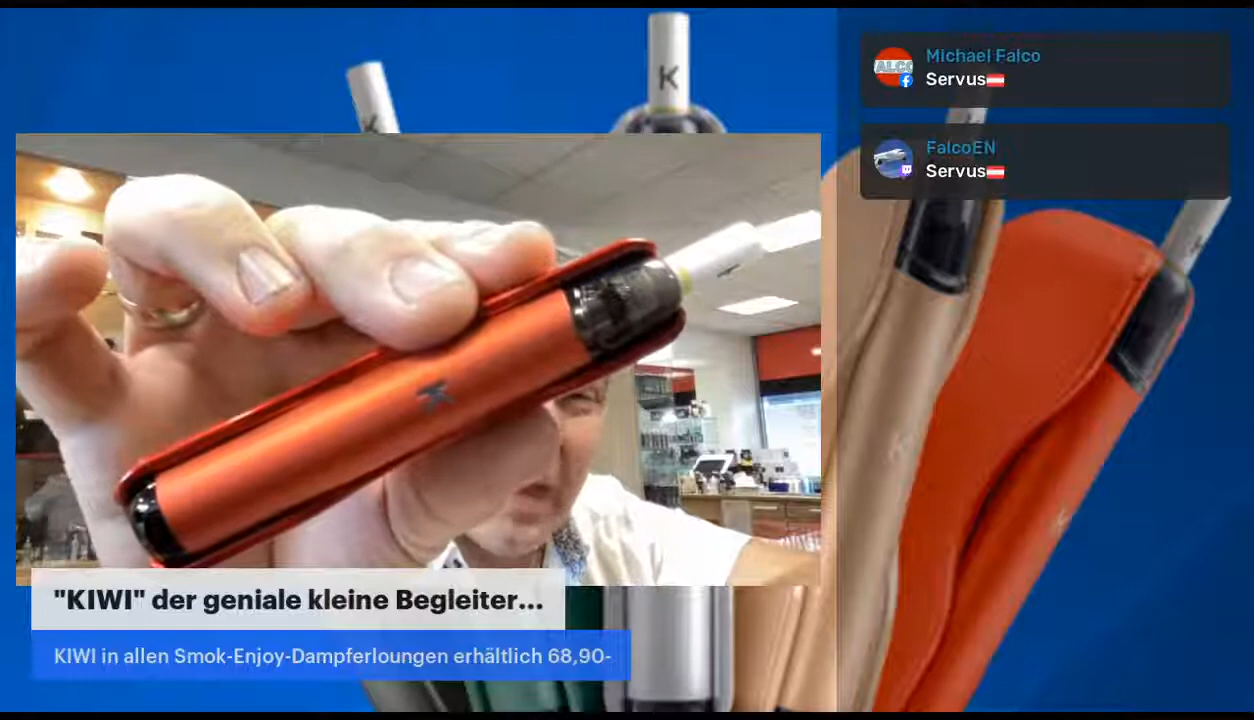 K
K
Michael Falco
ALCO
Servus
FalcoEN
Servus
K
"KIWI" der geniale kleine Begleiter...
KIWI in allen Smok-Enjoy-Dampferloungen erhältlich 68,90-